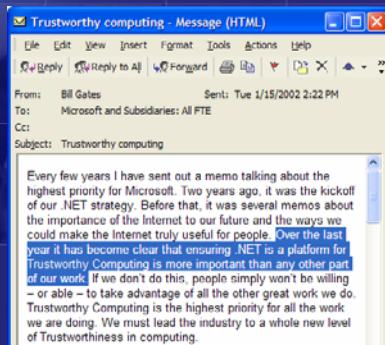 Trustworthy computing - Message (HTML)
File Edit View Insert Format Tools Actions Help
Reply Reply to All Forward
From: Bill Gates Sent: Tue 1/15/2002 2:22 PM
To: Microsoft and Subsidiaries: All FTE
Cc:
Subject: Trustworthy computing
Every few years I have sent out a memo talking about the
highest priority for Microsoft. Two years ago, it was the kickoff
of our .NET strategy. Before that, it was several memos about
the importance of the Internet to our future and the ways we
could make the Internet truly useful for people. Over the last
year it has become clear that ensuring .NET is a platform for
Trustworthy Computing is more important than any other part
of our work. If we don't do this, people simply won't be willing
– or able – to take advantage of all the other great work we do.
Trustworthy Computing is the highest priority for all the work
we are doing. We must lead the industry to a whole new level
of Trustworthiness in computing.